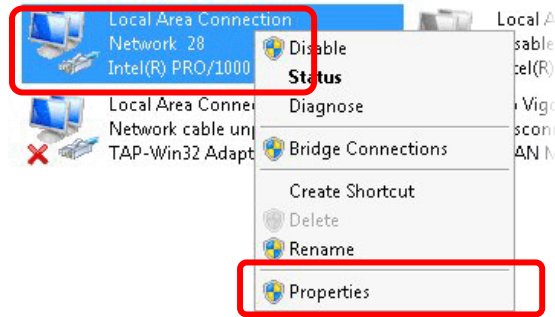 Local Area Connection
Network 28
Intel(R) PRO/1000
Local
sable
tel(R)
Disable
Status
Diagnose
Bridge Connections
Create Shortcut
Delete
Rename
Properties
Local Area Connec
Network cable unp
TAP-Win32 Adapt
Vigo
scon
AN